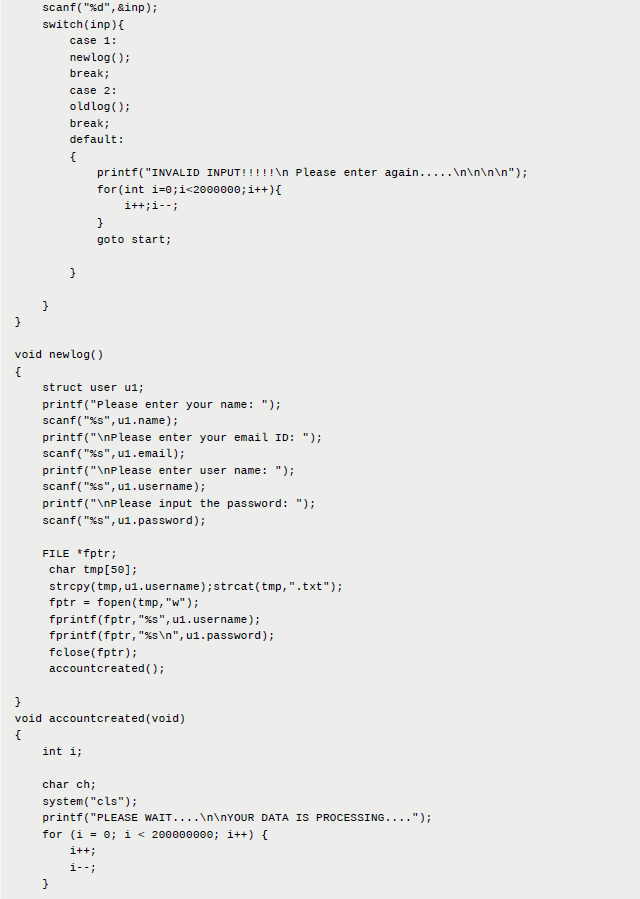 scanf("%d",&inp);
switch(inp){
case 1:
newlog();
break;
case 2:
oldlog();
break;
default:
{
printf("INVALID INPUT!!!!!\n Please enter again.....\n\n\n\n");
for(int i=0;i<2000000;i++){
i++;i--;
}
goto start;
}
}
}
void newlog()
{
struct user u1;
printf("Please enter your name: ");
scanf("%s",u1.name);
printf("\nPlease enter your email ID: ");
scanf("%s",u1.email);
printf("\nPlease enter user name: ");
scanf("%s",u1.username);
printf("\nPlease input the password: ");
scanf("%s",u1.password);
FILE *fptr;
char tmp[50];
strcpy(tmp,u1.username);strcat(tmp,".txt");
fptr = fopen(tmp,"w");
fprintf(fptr,"%s",u1.username);
fprintf(fptr,"%s\n",u1.password);
fclose(fptr);
accountcreated();
}
void accountcreated(void)
{
int i;
char ch;
system("cls");
printf("PLEASE WAIT....\n\nYOUR DATA IS PROCESSING....");
for (i = 0; i < 200000000; i++) {
i++;
i--;
}